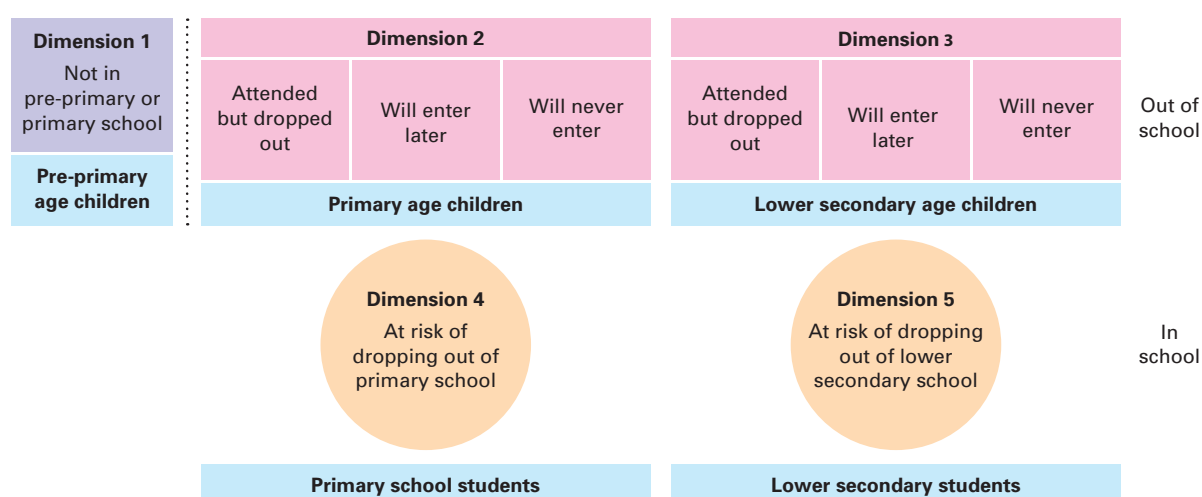 Dimension 1
Not in
pre-primary or
primary school
Pre-primary
age children
Dimension 2
Attended
but dropped
out
Will enter
later
Will never
enter
Primary age children
Dimension 3
Attended
but dropped
out
Will enter
later
Will never
enter
Lower secondary age children
Out of
school
Dimension 4
At risk of
dropping out of
primary school
Primary school students
Dimension 5
At risk of dropping
out of lower
secondary school
Lower secondary students
In
school